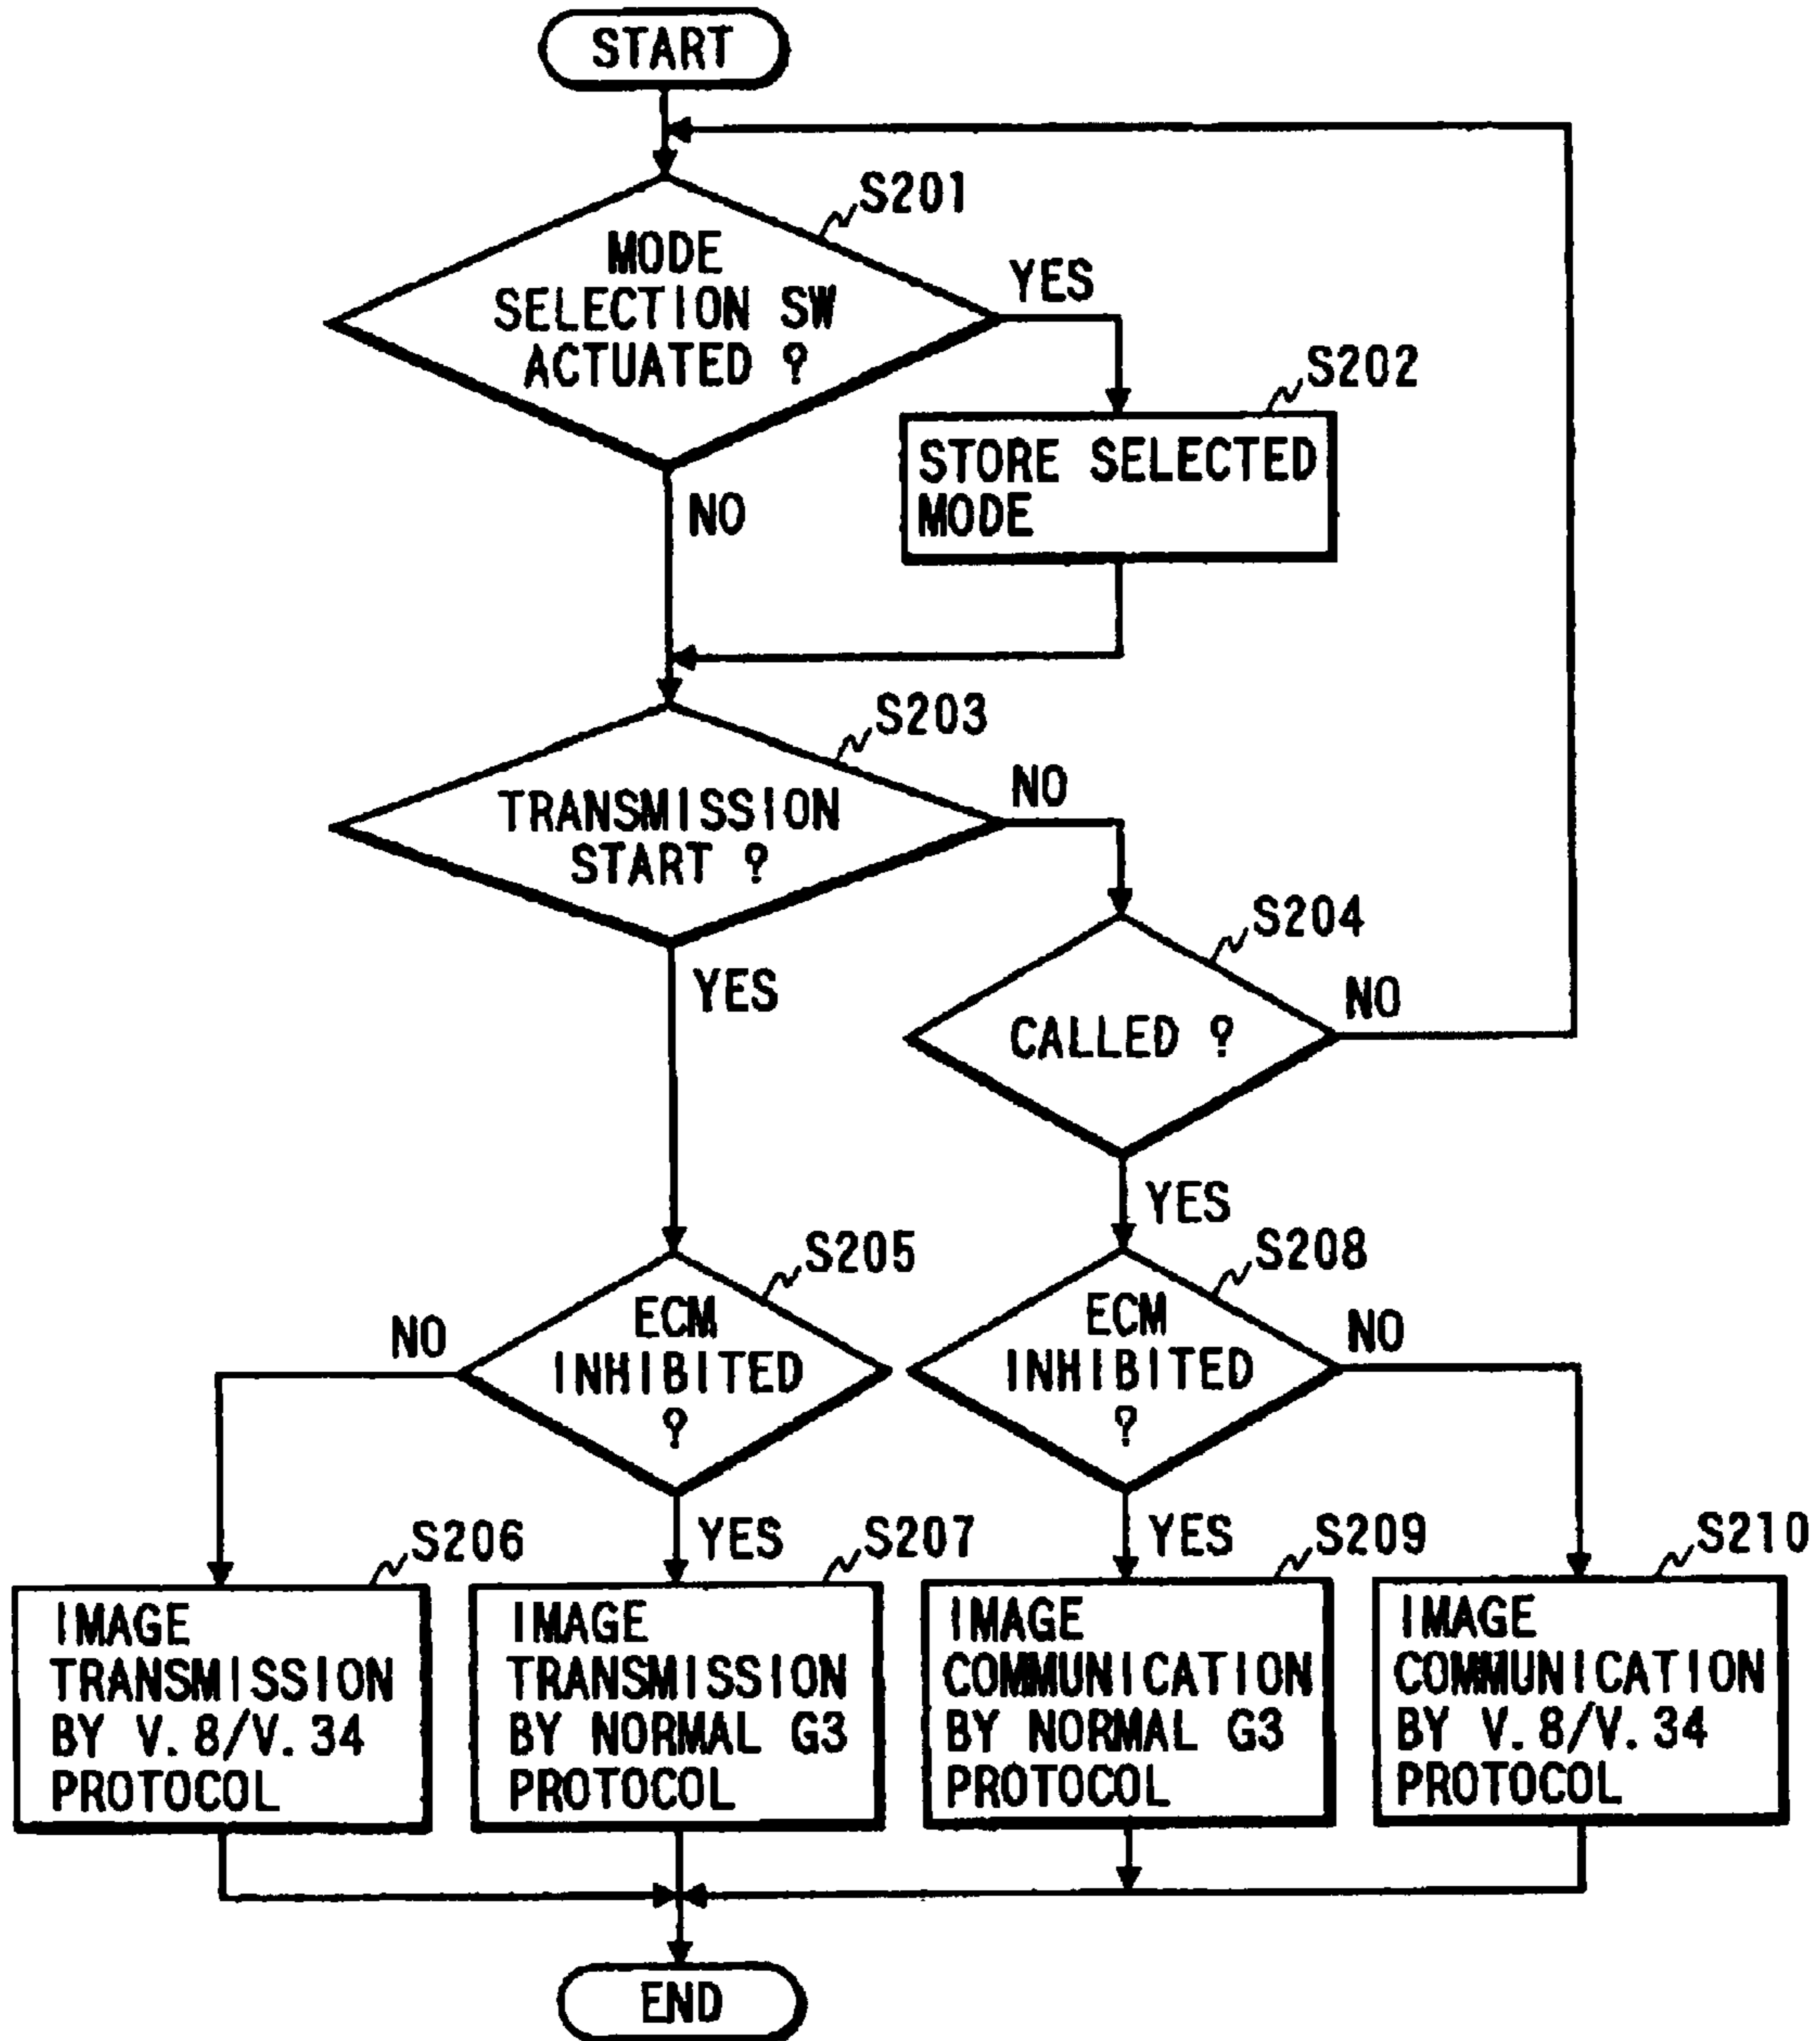 START
S201
MODE
SELECTION SW
ACTUATED ?
YES
S202
STORE SELECTED
MODE
NO
S203
TRANSMISSION
START ?
NO
S204
YES
CALLED ?
NO
YES
S205
S208
NO
ECM
INHIBITED
?
ECM
INHIBITED
?
NO
S206
YES
S207
YES
S209
S210
IMAGE
TRANSMISSION
BY V.8/V.34
PROTOCOL
IMAGE
TRANSMISSION
BY NORMAL G3
PROTOCOL
IMAGE
COMMUNICATION
BY NORMAL G3
PROTOCOL
IMAGE
COMMUNICATION
BY V.8/V.34
PROTOCOL
END